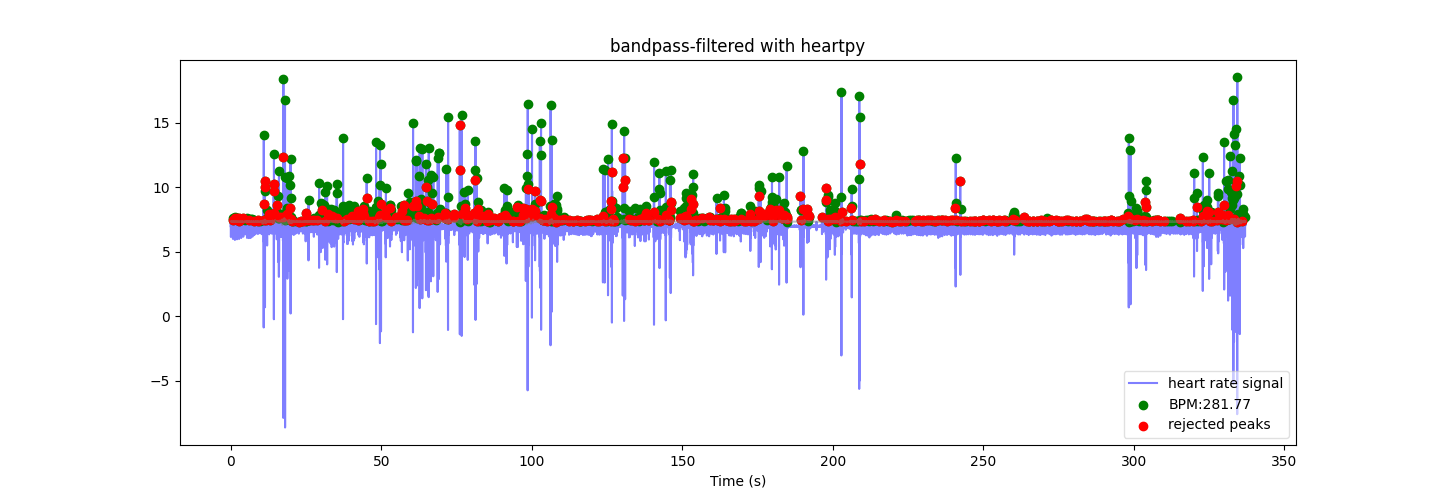 bandpass-filtered with heartpy
15
10
5
0
−5
heart rate signal
BPM:281.77
rejected peaks
0 50 100 150 200 250 300 350
Time (s)